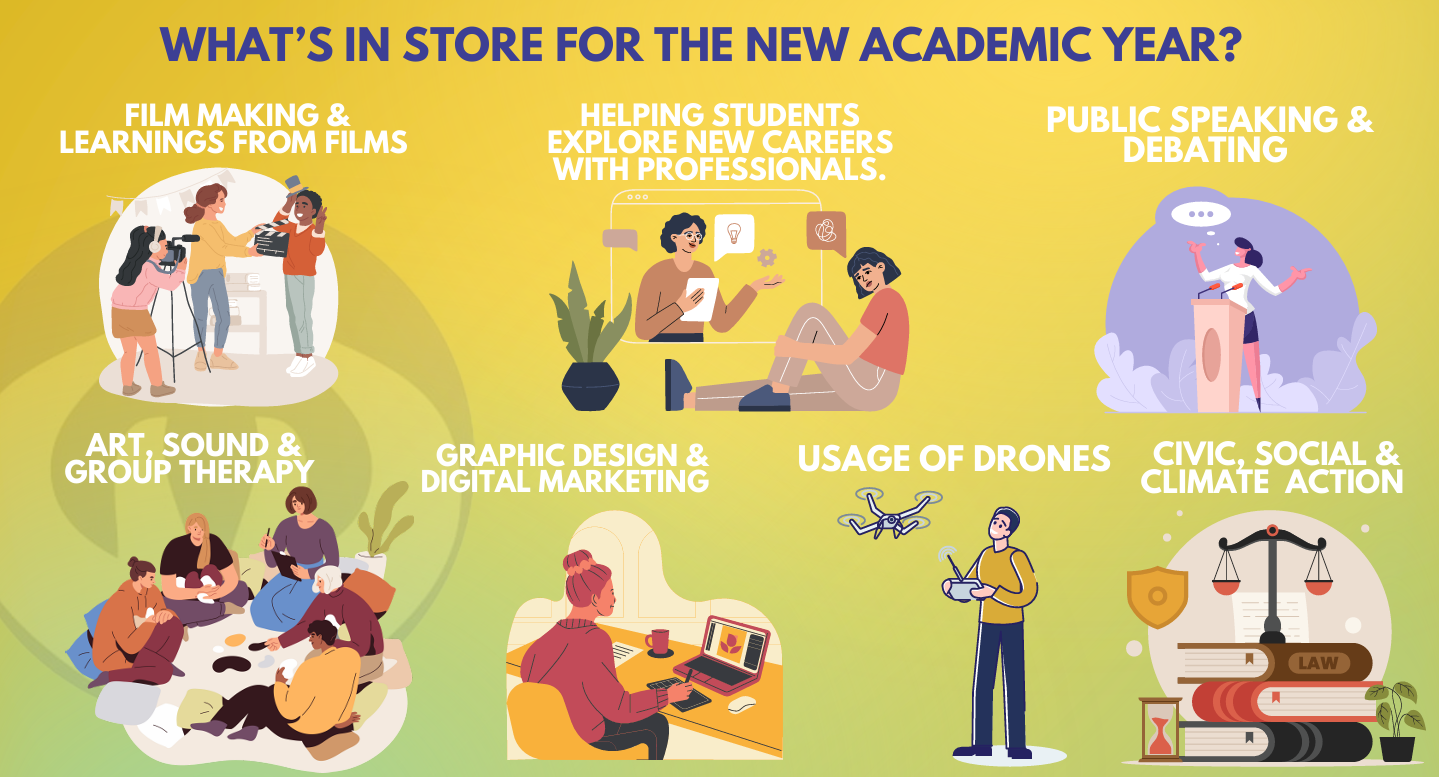 WHAT'S IN STORE FOR THE NEW ACADEMIC YEAR?
FILM MAKING &
LEARNINGS FROM FILMS
HELPING STUDENTS
EXPLORE NEW CAREERS
WITH PROFESSIONALS.
PUBLIC SPEAKING &
DEBATING
ART, SOUND &
GROUP THERAPY
GRAPHIC DESIGN &
DIGITAL MARKETING
USAGE OF DRONES
CIVIC, SOCIAL &
CLIMATE ACTION
LAW